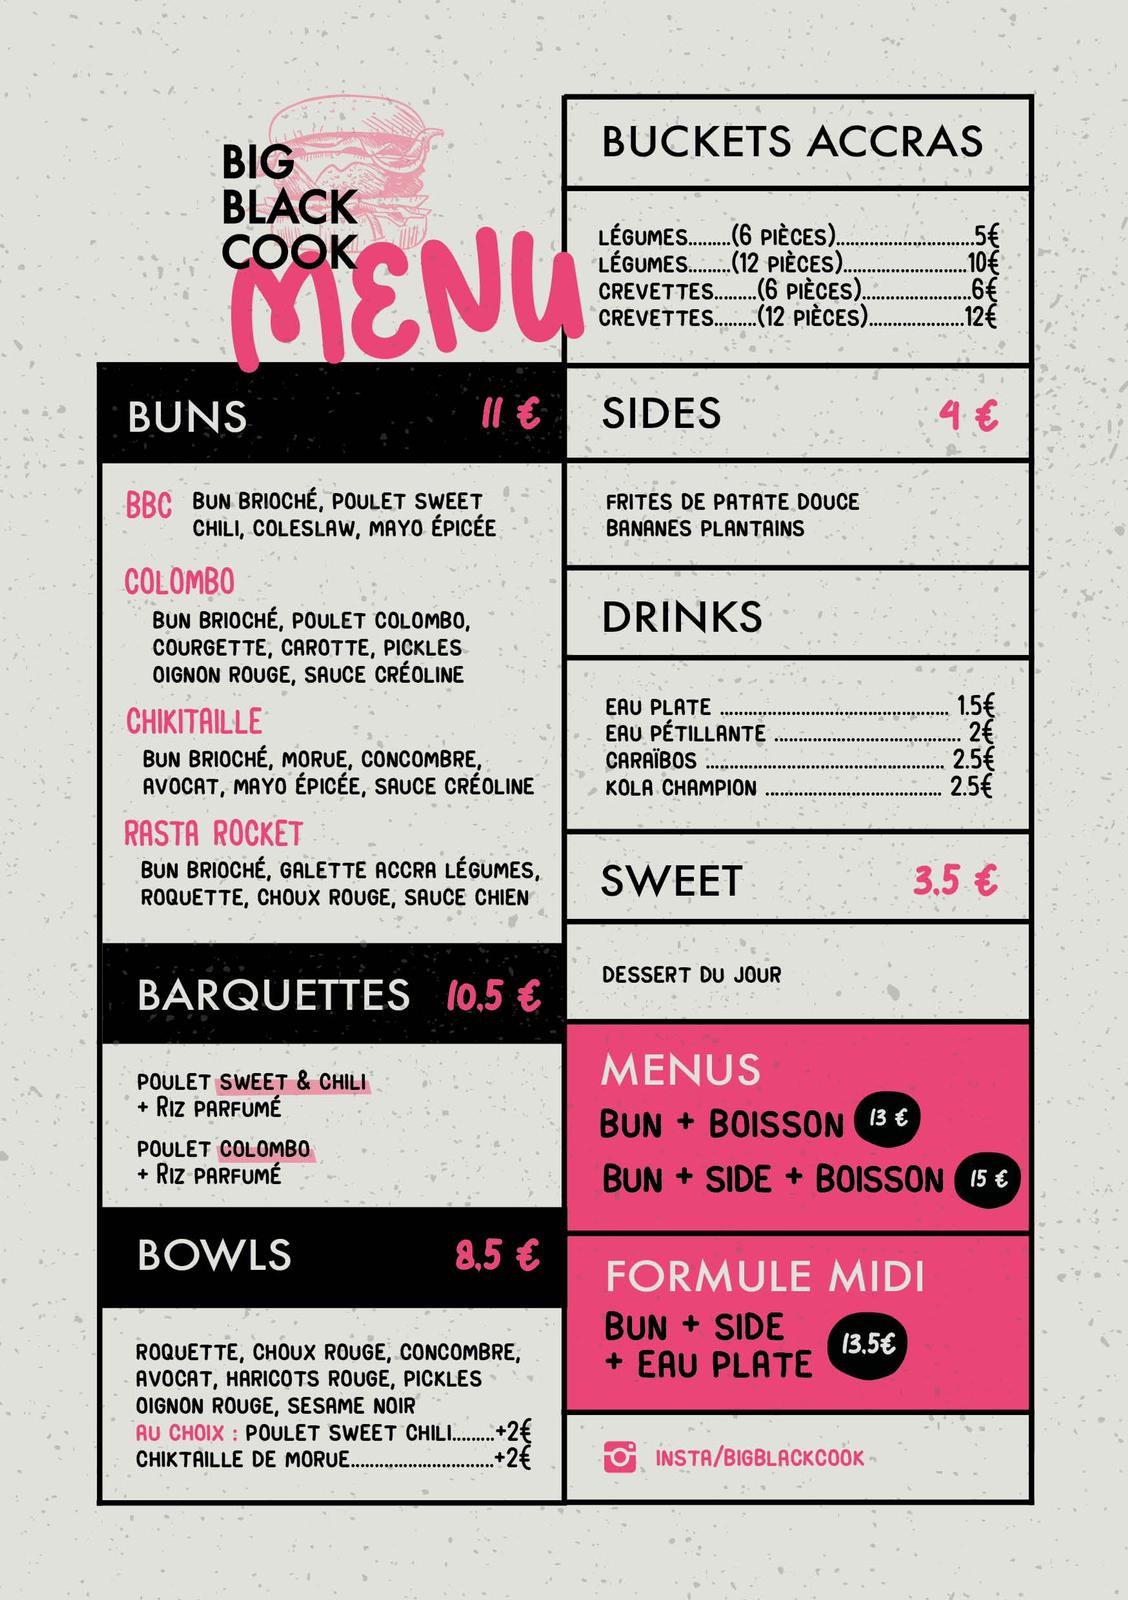 BIG
BLACK
COOK
MENU
BUNS 11 €
BBC BUN BRIOCHÉ, POULET SWEET
CHILI, COLESLAW, MAYO ÉPICÉE
COLOMBO
BUN BRIOCHÉ, POULET COLOMBO,
COURGETTE, CAROTTE, PICKLES
OIGNON ROUGE, SAUCE CRÉOLINE
CHIKITAILLE
BUN BRIOCHÉ, MORUE, CONCOMBRE,
AVOCAT, MAYO ÉPICÉE, SAUCE CRÉOLINE
RASTA ROCKET
BUN BRIOCHÉ, GALETTE ACCRA LÉGUMES,
ROQUETTE, CHOUX ROUGE, SAUCE CHIEN
BARQUETTES 10.5 €
POULET SWEET & CHILI
+ RIZ PARFUMÉ
POULET COLOMBO
+ RIZ PARFUMÉ
BOWLS 8.5 €
ROQUETTE, CHOUX ROUGE, CONCOMBRE,
AVOCAT, HARICOTS ROUGE, PICKLES
OIGNON ROUGE, SESAME NOIR
AU CHOIX : POULET SWEET CHILI.........+2€
CHIKTAILLE DE MORUE..............................+2€
BUCKETS ACCRAS
LÉGUMES.........(6 PIÈCES).............................5€
LÉGUMES.........(12 PIÈCES)..........................10€
CREVETTES.........(6 PIÈCES).......................6€
CREVETTES.........(12 PIÈCES)....................12€
SIDES 4 €
FRITES DE PATATE DOUCE
BANANES PLANTAINS
DRINKS
EAU PLATE ................................................. 1.5€
EAU PÉTILLANTE ........................................ 2€
CARAÏBOS ................................................... 2.5€
KOLA CHAMPION ...................................... 2.5€
SWEET 3.5 €
DESSERT DU JOUR
MENUS
BUN + BOISSON 13 €
BUN + SIDE + BOISSON 15 €
FORMULE MIDI
BUN + SIDE
+ EAU PLATE 13.5€
INSTA/BIGBLACKCOOK